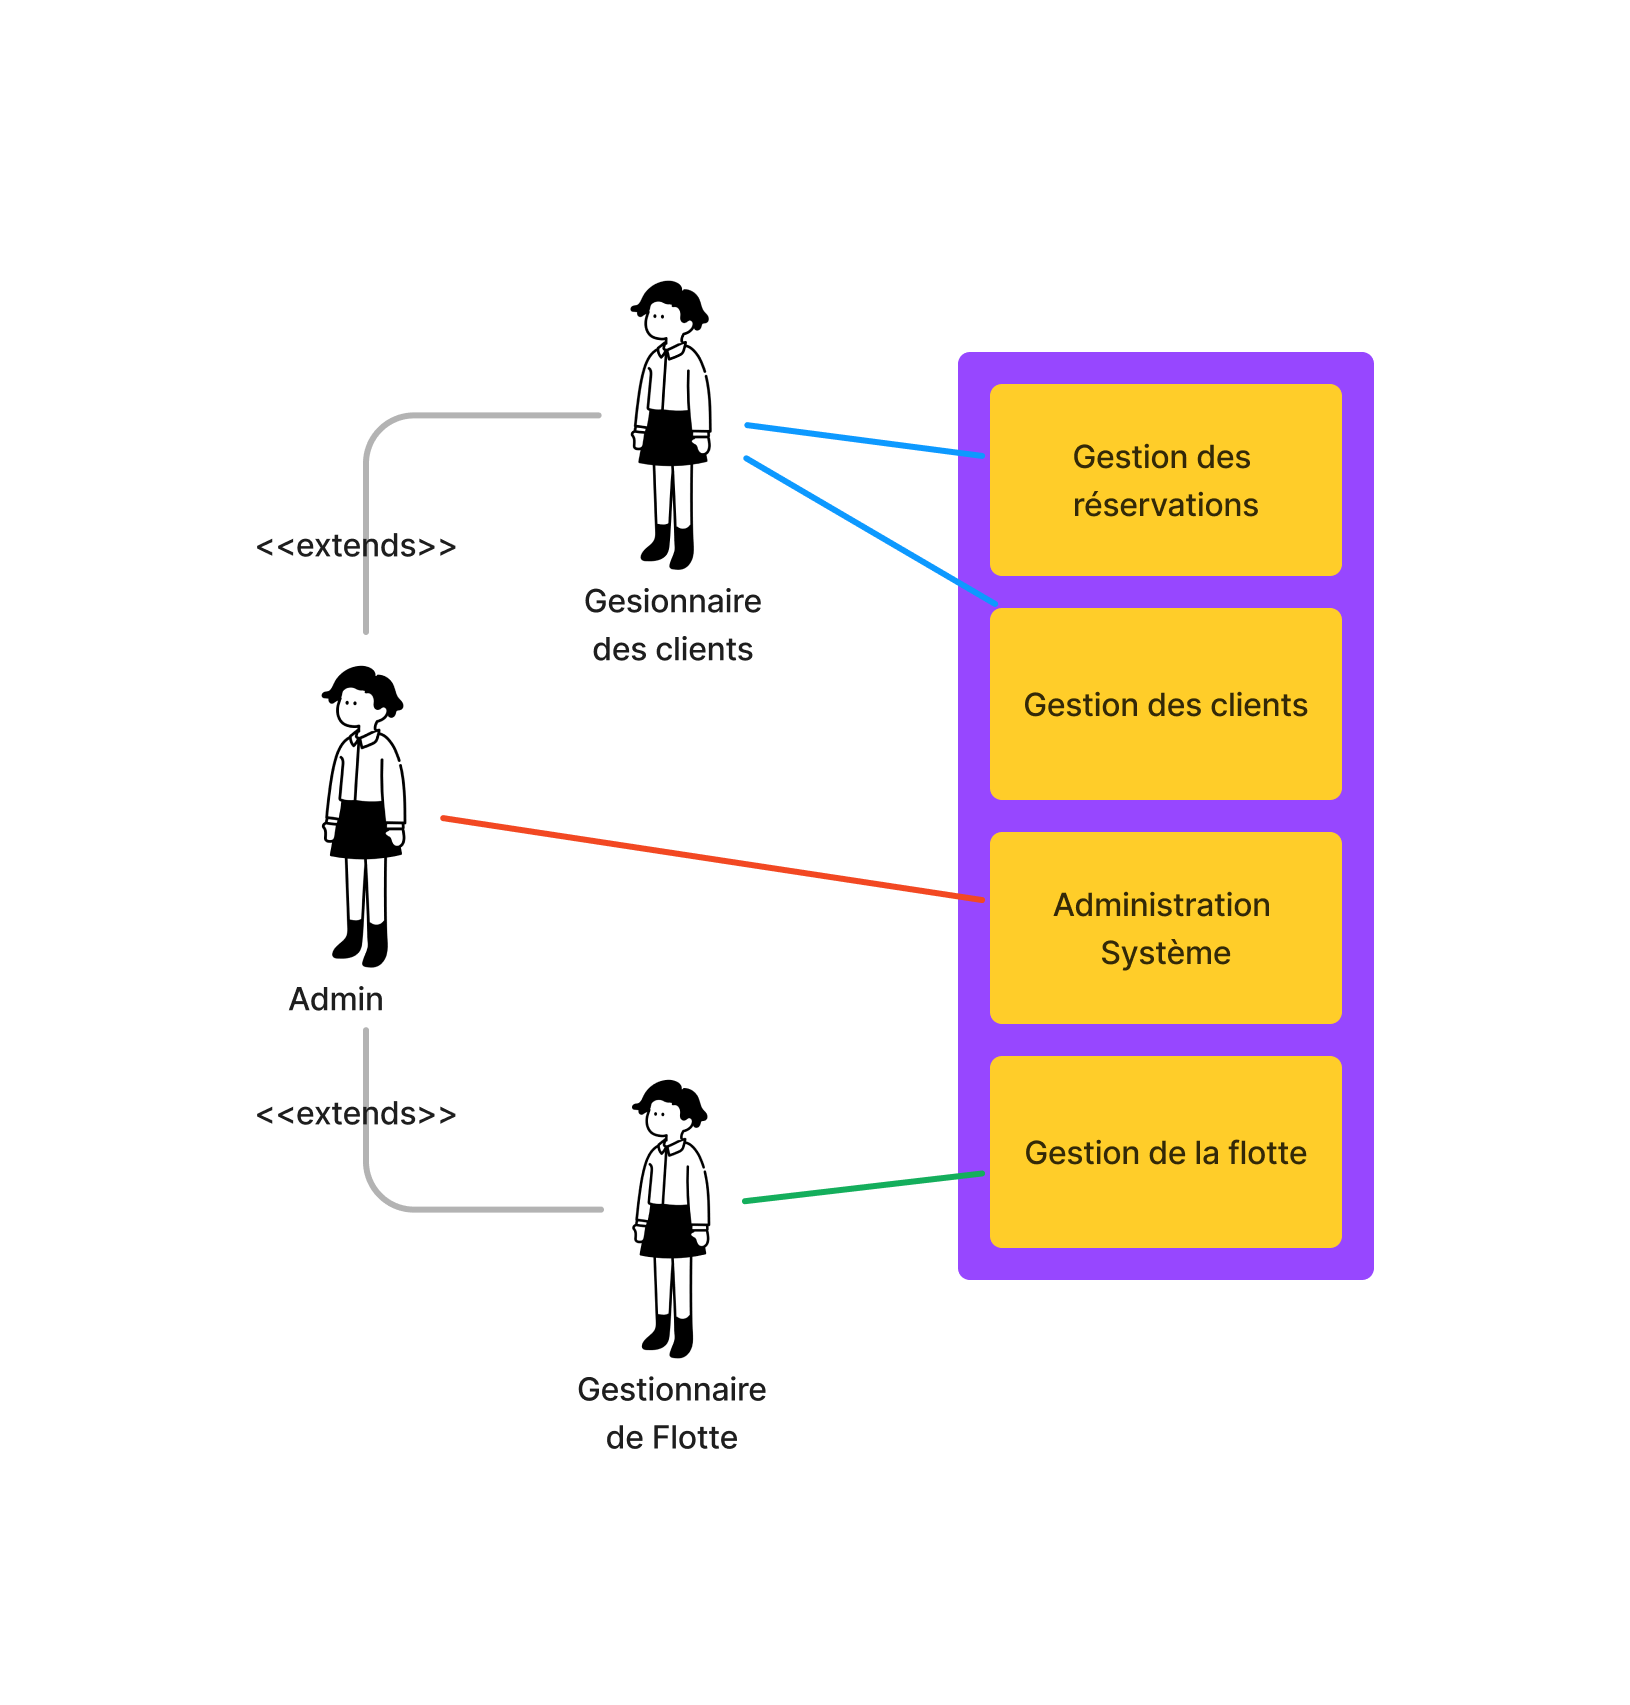 <<extends>>
Gesionnaire
des clients
Admin
<<extends>>
Gestionnaire
de Flotte
Gestion des
réservations
Gestion des clients
Administration
Système
Gestion de la flotte